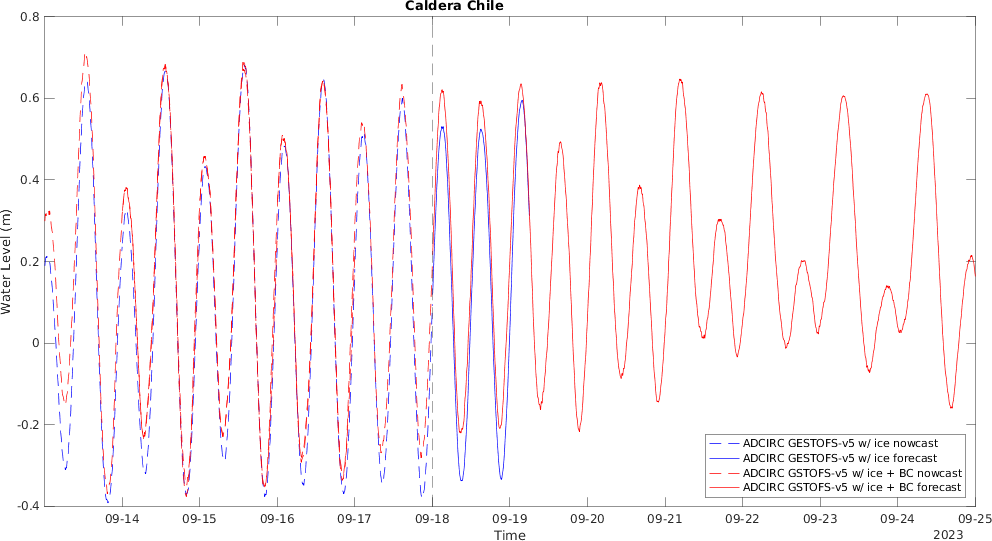 Caldera Chile
0.8
0.6
0.4
0.2
0
-0.2
-0.4
Water Level (m)
09-14 09-15 09-16 09-17 09-18 09-19 09-20 09-21 09-22 09-23 09-24 09-25
Time
2023
ADCIRC GESTOFS-v5 w/ ice nowcast
ADCIRC GESTOFS-v5 w/ ice forecast
ADCIRC GSTOFS-v5 w/ ice + BC nowcast
ADCIRC GSTOFS-v5 w/ ice + BC forecast